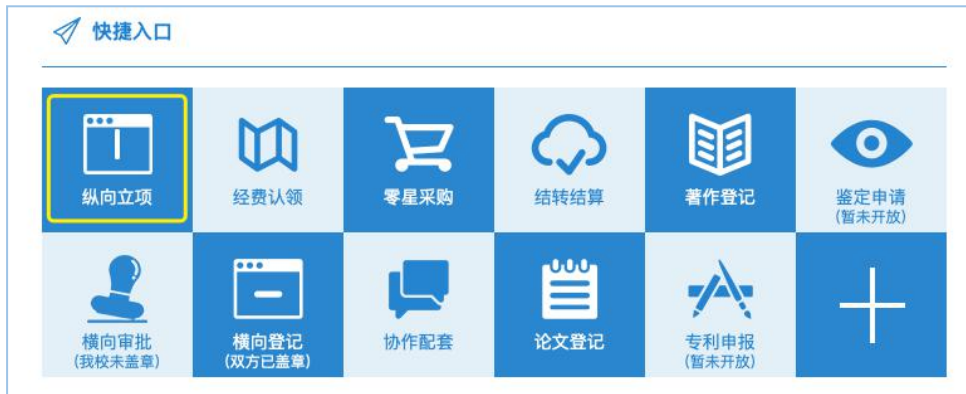 快捷入口
纵向立项
经费认领
零星采购
结转结算
著作登记
鉴定申请
(暂未开放)
横向审批
(我校未盖章)
横向登记
(双方已盖章)
协作配套
论文登记
专利申报
(暂未开放)